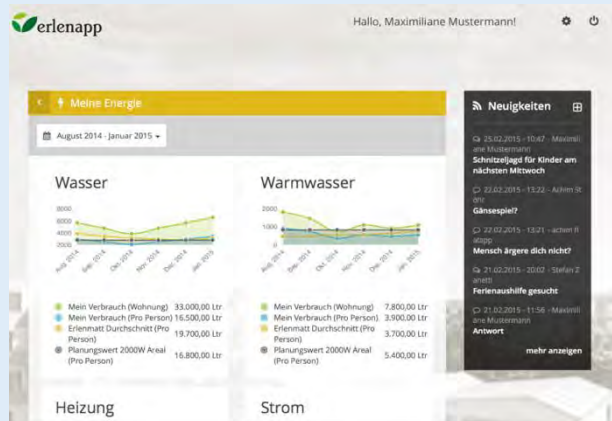 erlenapp
Hallo, Maximiliane Mustermann!
Meine Energie
August 2014 - Januar 2015
Wasser
8000
6000
4000
2000
Aug. 2014
Sep. 2014
Okt. 2014
Nov. 2014
Dez. 2014
Jan. 2015
Mein Verbrauch (Wohnung) 33.000,00 Ltr
Mein Verbrauch (Pro Person) 16.500,00 Ltr
Erlenmatt Durchschnitt (Pro
Person) 19.700,00 Ltr
Planungswert 2000W Areal
(Pro Person) 16.800,00 Ltr
Warmwasser
2000
1000
0
Aug. 2014
Sep. 2014
Okt. 2014
Nov. 2014
Dez. 2014
Jan. 2015
Mein Verbrauch (Wohnung) 7.800,00 Ltr
Mein Verbrauch (Pro Person) 3.900,00 Ltr
Erlenmatt Durchschnitt (Pro
Person) 3.700,00 Ltr
Planungswert 2000W Areal
(Pro Person) 5.400,00 Ltr
Heizung
Strom
Neuigkeiten
25.02.2015 - 10:47 - Maximili
ane Mustermann
Schnitzeljagd für Kinder am
nächsten Mittwoch
22.02.2015 - 13:22 - Achim St
Gänsespiel?
22.02.2015 - 13:21 -
Mensch ärgere dich nicht?
21.02.2015 - 20:02 - Stefan Z
anetti
Ferienaushilfe gesucht
21.02.2015 - 11:56 - Maximili
ane Mustermann
Antwort
mehr anzeigen